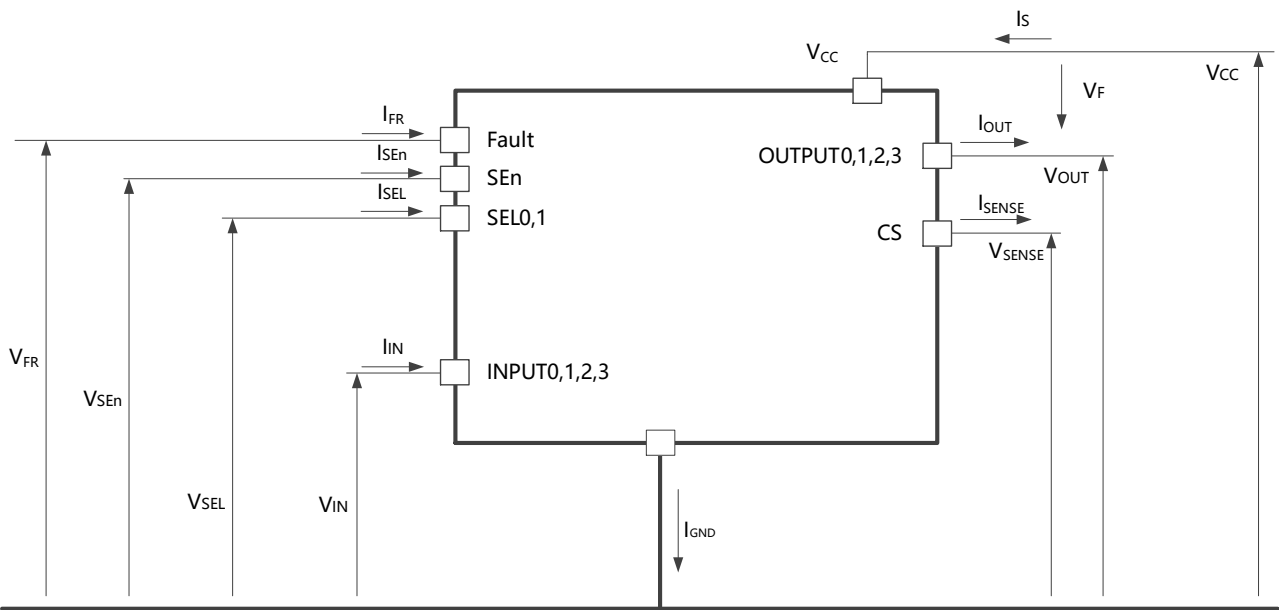 IS
VCC
VCC
VF
IFR
Fault
IOUT
ISEn
OUTPUT0,1,2,3
SEn
VOUT
ISEL
SEL0,1
ISENSE
CS
VSENSE
VFR
IIN
INPUT0,1,2,3
VSEn
VSEL
VIN
IGND